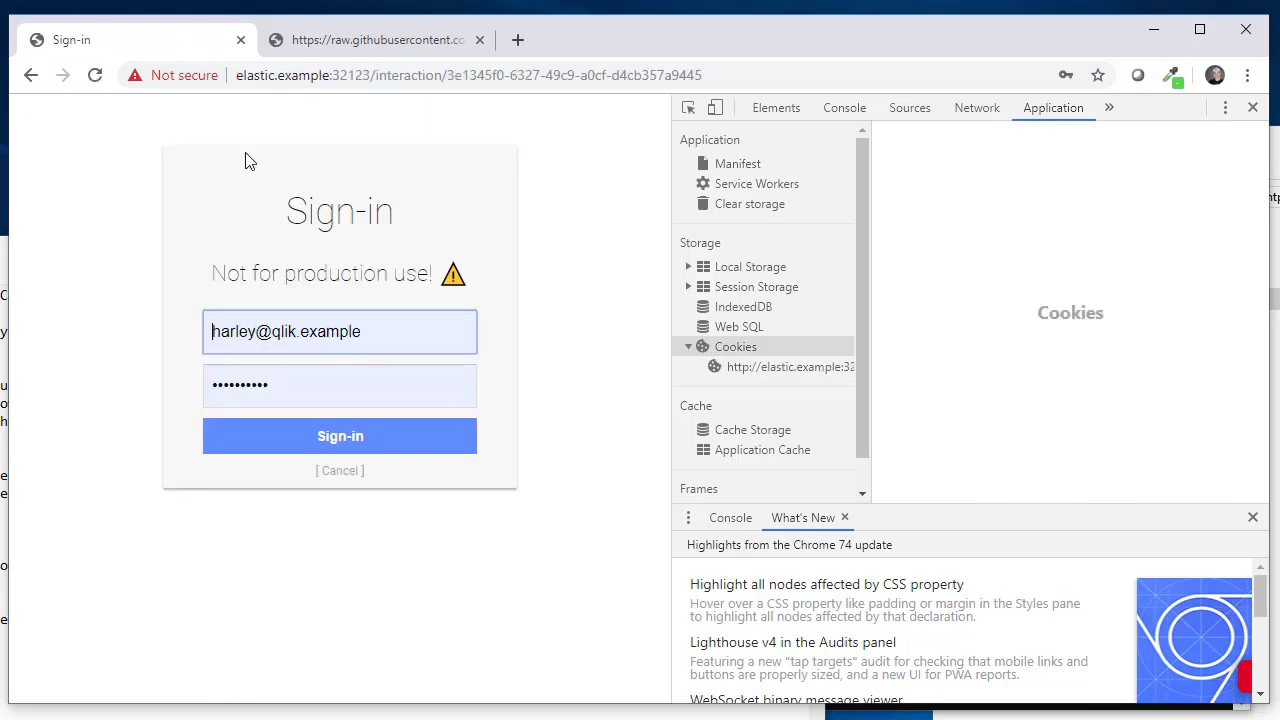 Sign-in
https://raw.githubusercontent.co
Not secure
elastic.example:32123/interaction/3e1345f0-6327-49c9-a0cf-d4cb357a9445
Sign-in
Not for production use!
harley@qlik.example
••••••••••
Sign-in
[ Cancel ]
Elements
Console
Sources
Network
Application
Application
Manifest
Service Workers
Clear storage
Storage
Local Storage
Session Storage
IndexedDB
Web SQL
Cookies
http://elastic.example:32
Cache
Cache Storage
Application Cache
Frames
Cookies
Console
What's New
Highlights from the Chrome 74 update
Highlight all nodes affected by CSS property
Hover over a CSS property like padding or margin in the Styles pane
to highlight all nodes affected by that declaration.
Lighthouse v4 in the Audits panel
Featuring a new "tap targets" audit for checking that mobile links and
buttons are properly sized, and a new UI for PWA reports.
WebSocket binary message viewer